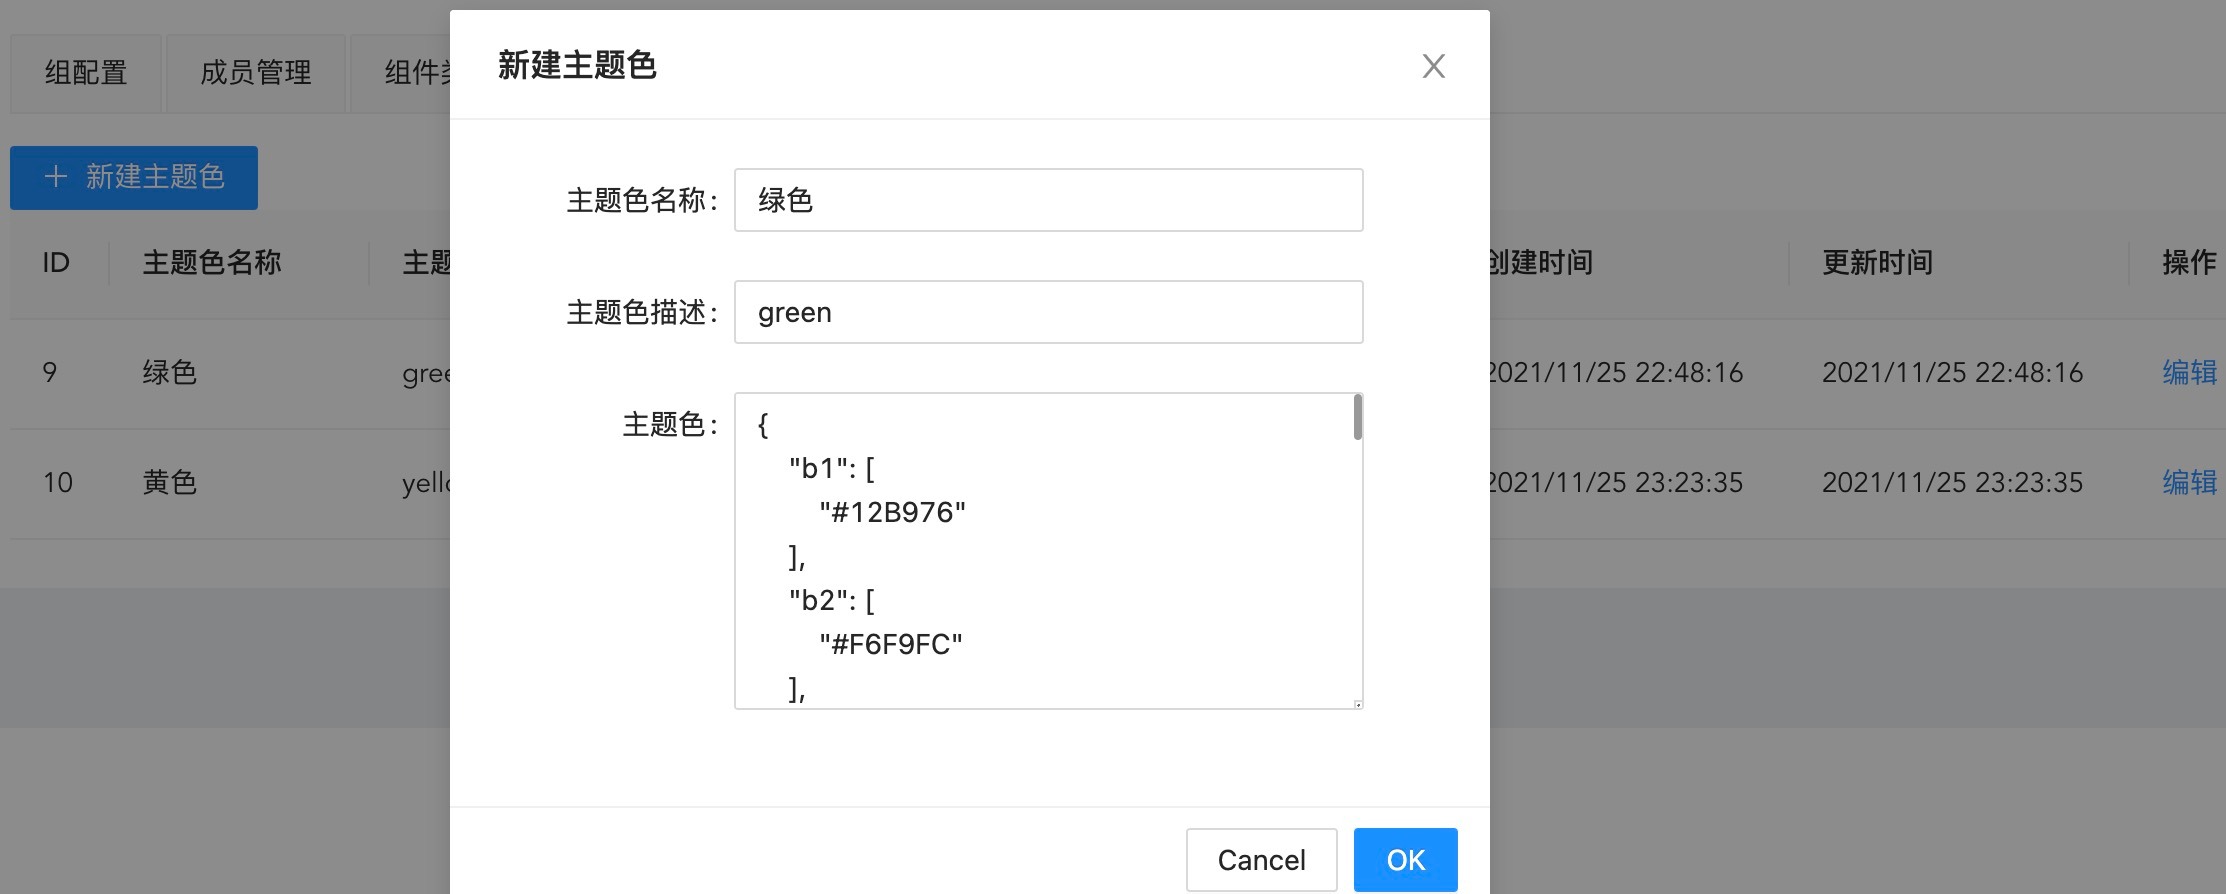 新建主题色
组配置
成员管理
组件
+ 新建主题色
主题色名称：
绿色
主题色描述：
green
主题色：
{
"b1": [
"#12B976"
],
"b2": [
"#F6F9FC"
],
ID
主题色名称
主题
创建时间
更新时间
操作
9
绿色
gree
2021/11/25 22:48:16
2021/11/25 22:48:16
编辑
10
黄色
yell
2021/11/25 23:23:35
2021/11/25 23:23:35
编辑
Cancel
OK